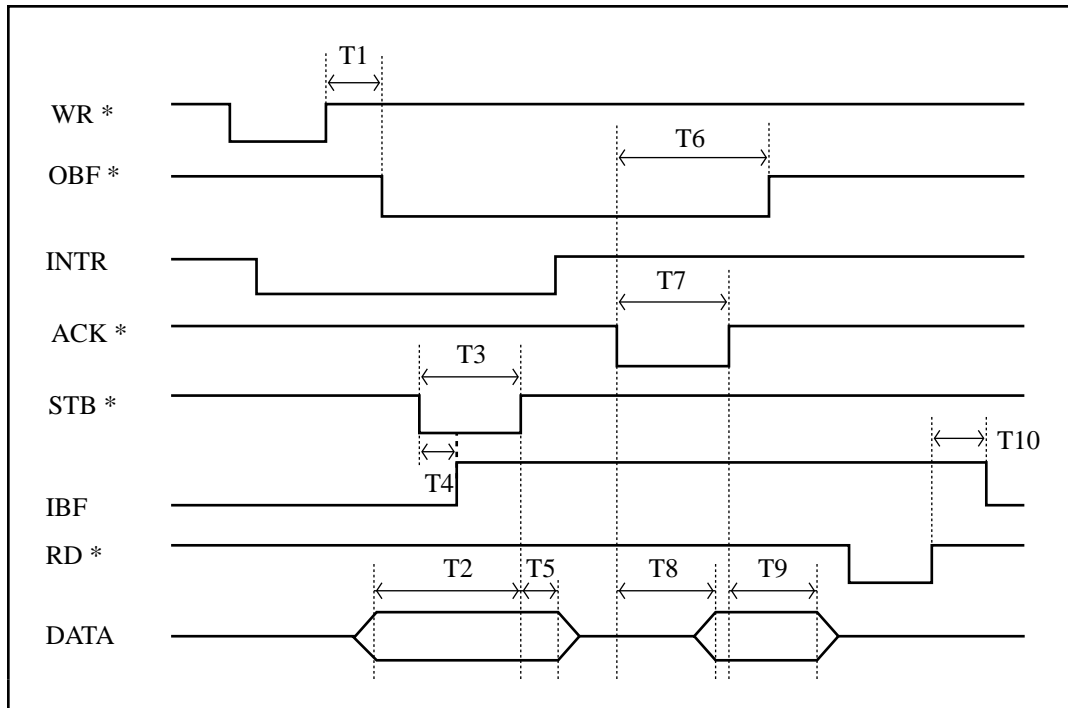 T1
WR *
T6
OBF *
INTR
T7
ACK *
T3
STB *
T10
T4
IBF
RD *
T2 T5 T8 T9
DATA